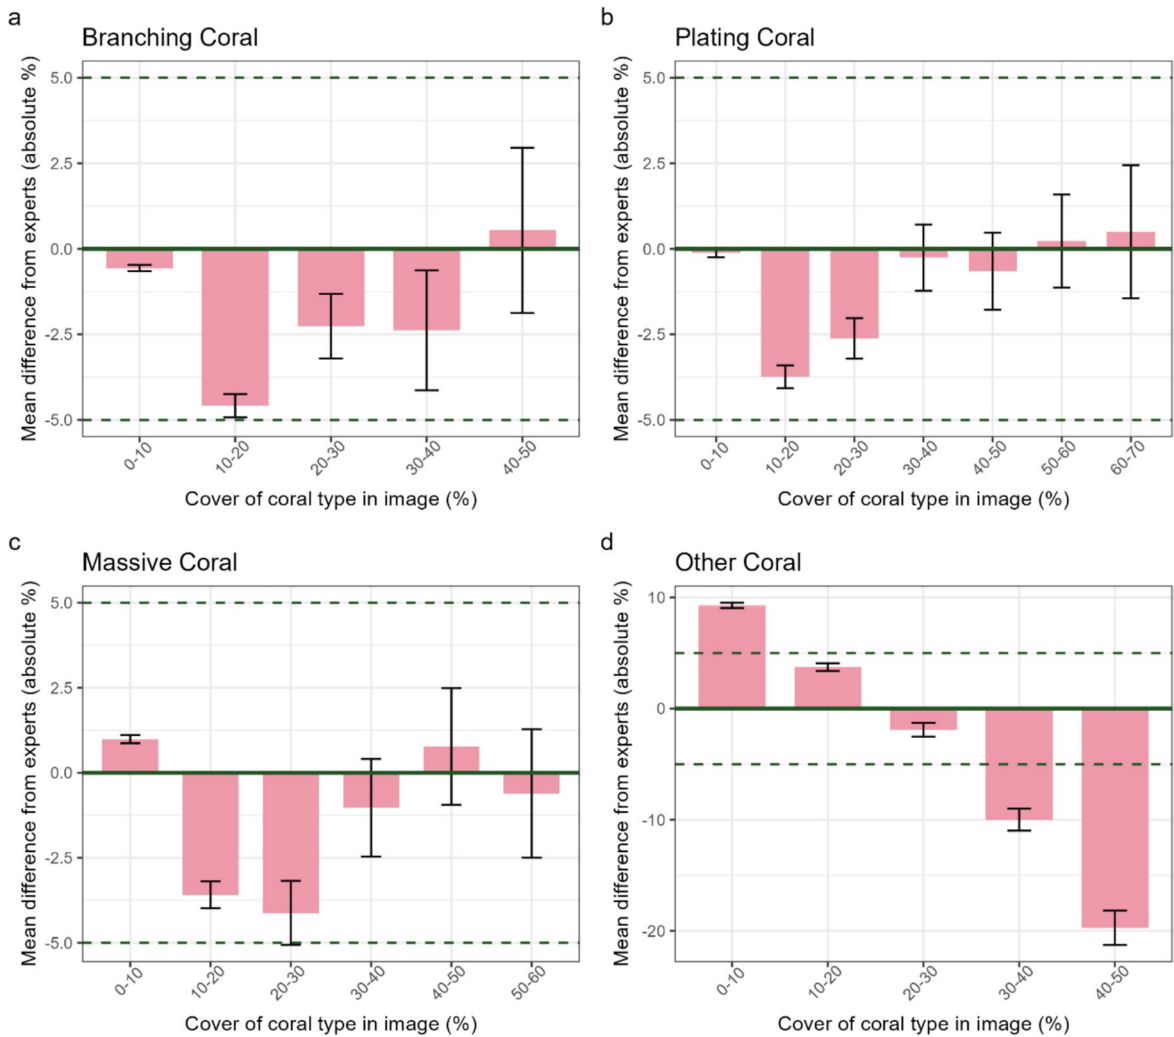 a
Branching Coral
Mean difference from experts (absolute %)
5.0
2.5
0.0
-2.5
-5.0
0-10
10-20
20-30
30-40
40-50
Cover of coral type in image (%)
b
Plating Coral
Mean difference from experts (absolute %)
5.0
2.5
0.0
-2.5
-5.0
0-10
10-20
20-30
30-40
40-50
50-60
60-70
Cover of coral type in image (%)
c
Massive Coral
Mean difference from experts (absolute %)
5.0
2.5
0.0
-2.5
-5.0
0-10
10-20
20-30
30-40
40-50
50-60
Cover of coral type in image (%)
d
Other Coral
Mean difference from experts (absolute %)
10
0
-10
-20
0-10
10-20
20-30
30-40
40-50
Cover of coral type in image (%)